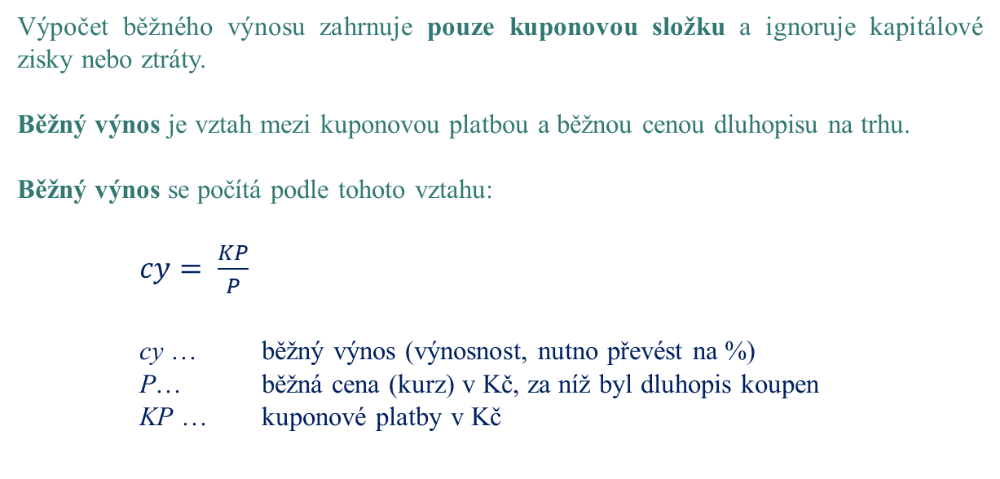 Výpočet běžného výnosu zahrnuje pouze kuponovou složku a ignoruje kapitálové
zisky nebo ztráty.
Běžný výnos je vztah mezi kuponovou platbou a běžnou cenou dluhopisu na trhu.
Běžný výnos se počítá podle tohoto vztahu:
cy = KP/P
cy … běžný výnos (výnosnost, nutno převést na %)
P… běžná cena (kurz) v Kč, za níž byl dluhopis koupen
KP … kuponové platby v Kč